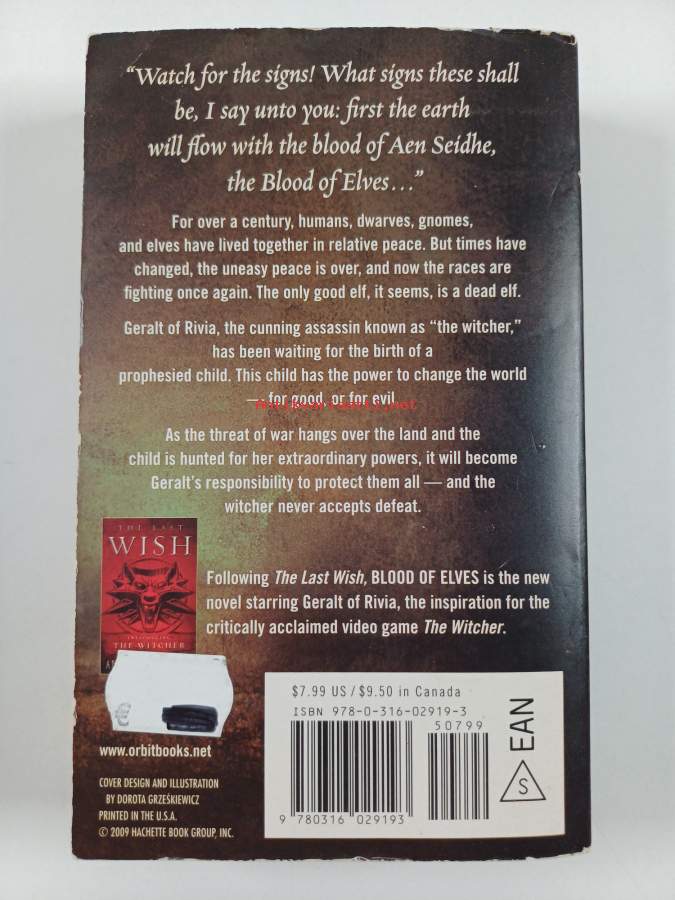 “Watch for the signs! What signs these shall
be, I say unto you: first the earth
will flow with the blood of Aen Seidhe,
the Blood of Elves…”
For over a century, humans, dwarves, gnomes,
and elves have lived together in relative peace. But times have
changed, the uneasy peace is over, and now the races are
fighting once again. The only good elf, it seems, is a dead elf.
Geralt of Rivia, the cunning assassin known as “the witcher,”
has been waiting for the birth of a
prophesied child. This child has the power to change the world
— for good, or for evil.
As the threat of war hangs over the land and the
child is hunted for her extraordinary powers, it will become
Geralt’s responsibility to protect them all — and the
witcher never accepts defeat.
THE LAST
WISH
INTRODUCING
THE WITCHER
Following The Last Wish, BLOOD OF ELVES is the new
novel starring Geralt of Rivia, the inspiration for the
critically acclaimed video game The Witcher.
€
www.orbitbooks.net
COVER DESIGN AND ILLUSTRATION
BY DOROTA GRZEŚKIEWICZ
PRINTED IN THE U.S.A.
© 2009 HACHETTE BOOK GROUP, INC.
$7.99 US / $9.50 in Canada
ISBN 978-0-316-02919-3
50799
9 780316 029193
EAN
S